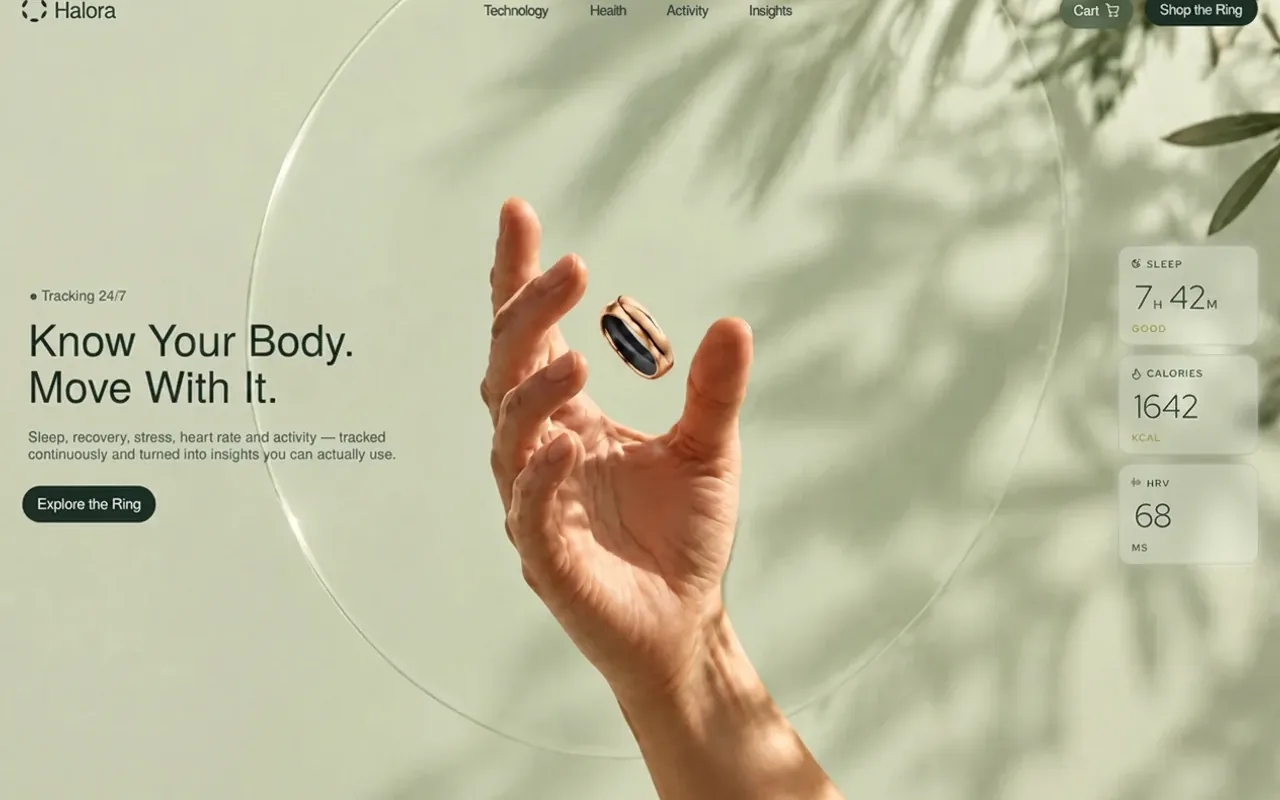 Halora
Technology
Health
Activity
Insights
Cart
Shop the Ring
Tracking 24/7
Know Your Body.
Move With It.
Sleep, recovery, stress, heart rate and activity — tracked
continuously and turned into insights you can actually use.
Explore the Ring
SLEEP
7H 42M
GOOD
CALORIES
1642
KCAL
HRV
68
MS